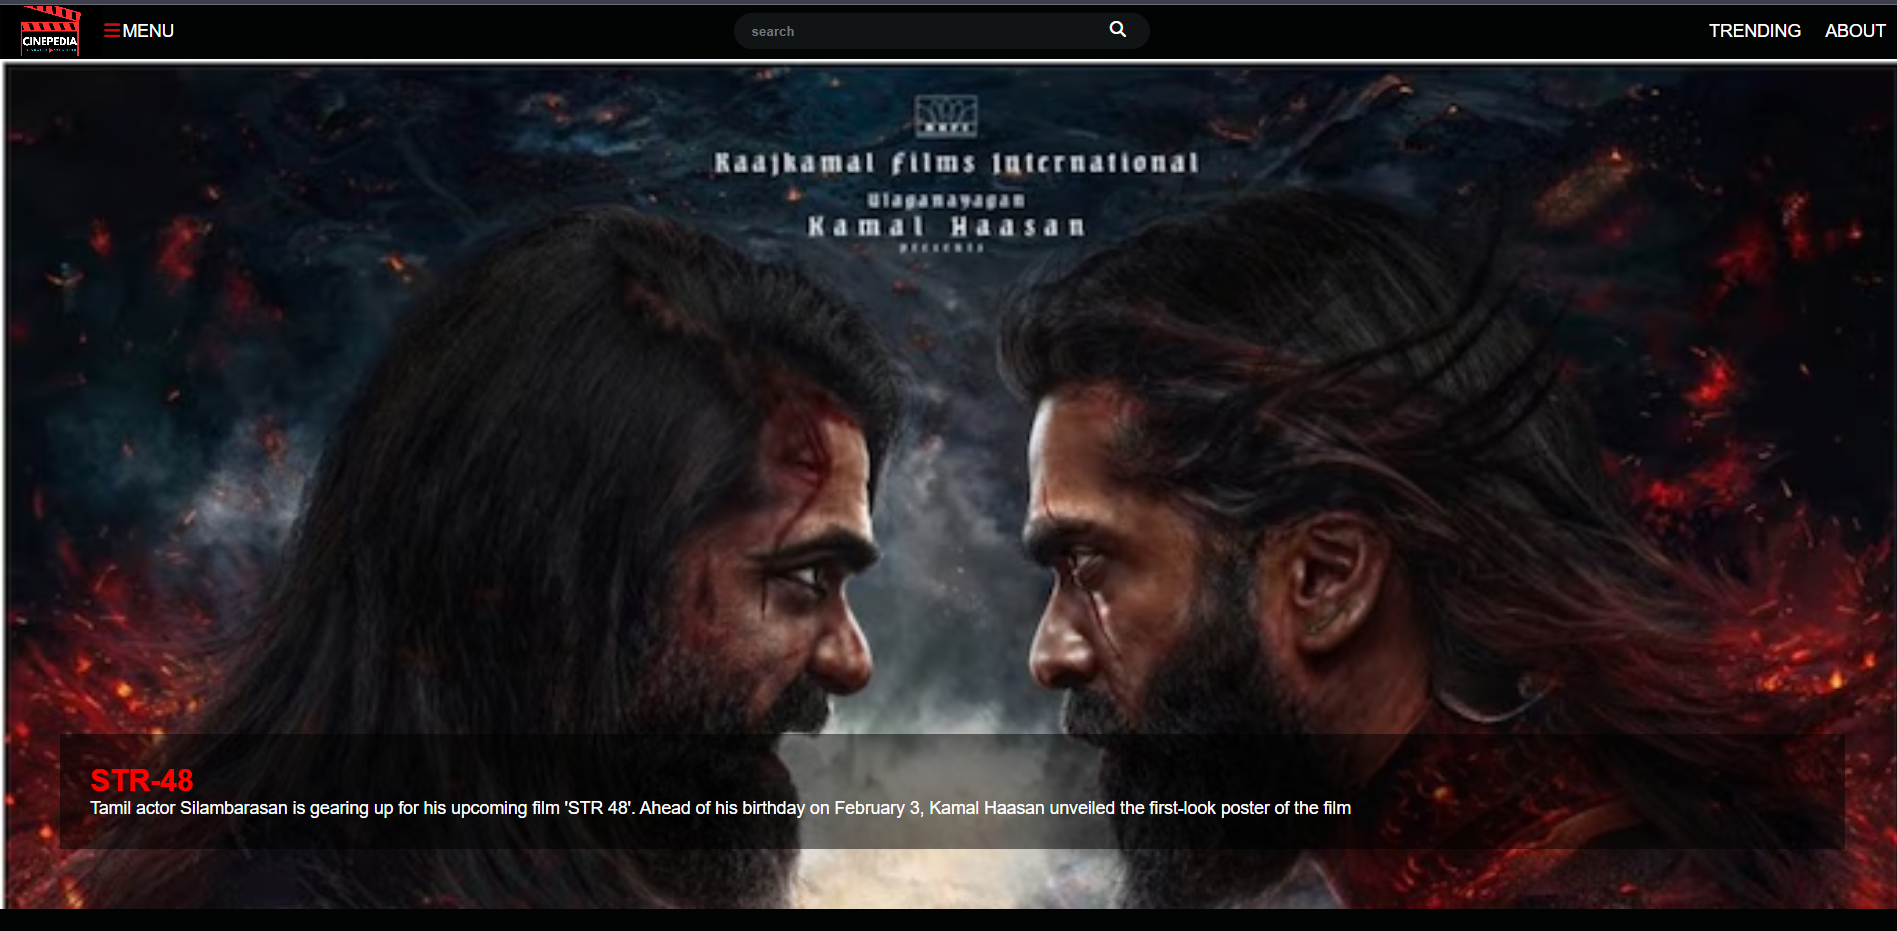 CINEPEDIA
MENU
search
TRENDING
ABOUT
RKFI
Raajkamal Films International
Ulaganayagan
Kamal Haasan
presents
STR-48
Tamil actor Silambarasan is gearing up for his upcoming film 'STR 48'. Ahead of his birthday on February 3, Kamal Haasan unveiled the first-look poster of the film